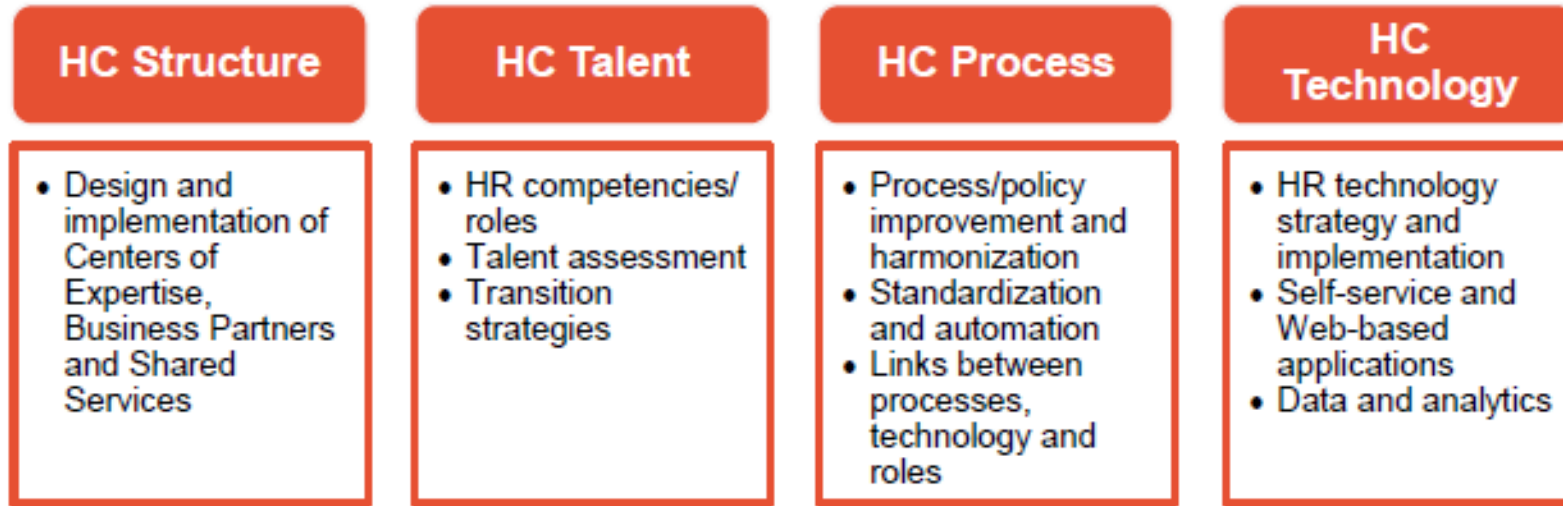 HC Structure
• Design and
implementation of
Centers of
Expertise,
Business Partners
and Shared
Services
HC Talent
• HR competencies/
roles
• Talent assessment
• Transition
strategies
HC Process
• Process/policy
improvement and
harmonization
• Standardization
and automation
• Links between
processes,
technology and
roles
HC
Technology
• HR technology
strategy and
implementation
• Self-service and
Web-based
applications
• Data and analytics